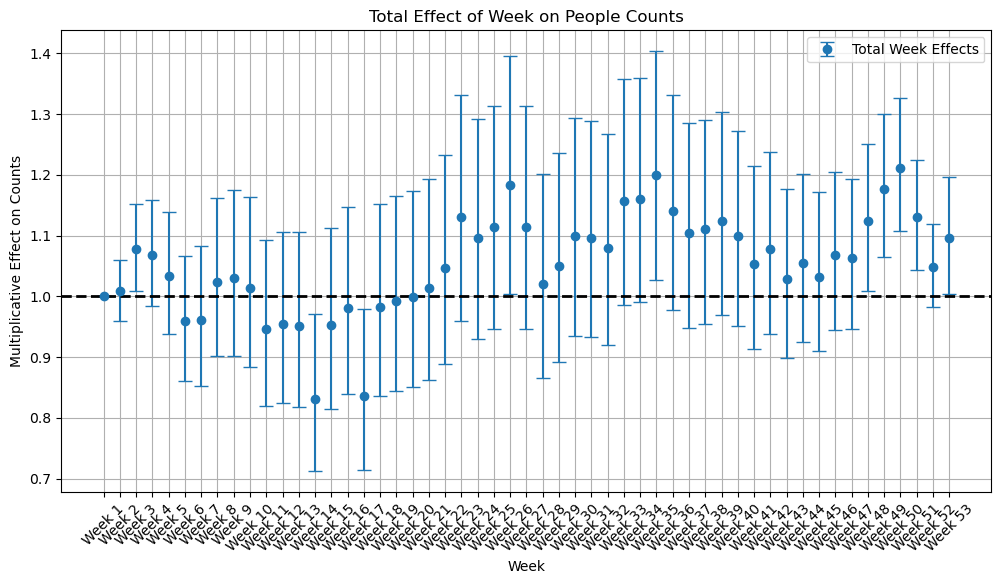 Total Effect of Week on People Counts
Total Week Effects
Multiplicative Effect on Counts
1.4
1.3
1.2
1.1
1.0
0.9
0.8
0.7
Week 1
Week 2
Week 3
Week 4
Week 5
Week 6
Week 7
Week 8
Week 9
Week 10
Week 11
Week 12
Week 13
Week 14
Week 15
Week 16
Week 17
Week 18
Week 19
Week 20
Week 21
Week 22
Week 23
Week 24
Week 25
Week 26
Week 27
Week 28
Week 29
Week 30
Week 31
Week 32
Week 33
Week 34
Week 35
Week 36
Week 37
Week 38
Week 39
Week 40
Week 41
Week 42
Week 43
Week 44
Week 45
Week 46
Week 47
Week 48
Week 49
Week 50
Week 51
Week 52
Week 53
Week